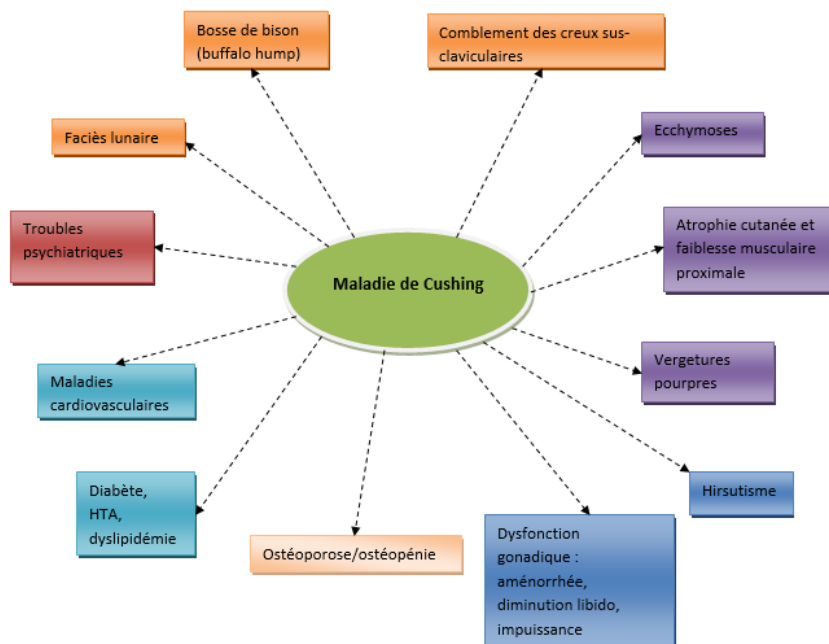 Bosse de bison
(buffalo hump)
Comblement des creux sus-
claviculaires
Faciès lunaire
Ecchymoses
Troubles
psychiatriques
Atrophie cutanée et
faiblesse musculaire
proximale
Maladie de Cushing
Maladies
cardiovasculaires
Vergetures
pourpres
Diabète,
HTA,
dyslipidémie
Hirsutisme
Ostéoporose/ostéopénie
Dysfonction
gonadique :
aménorrhée,
diminution libido,
impuissance